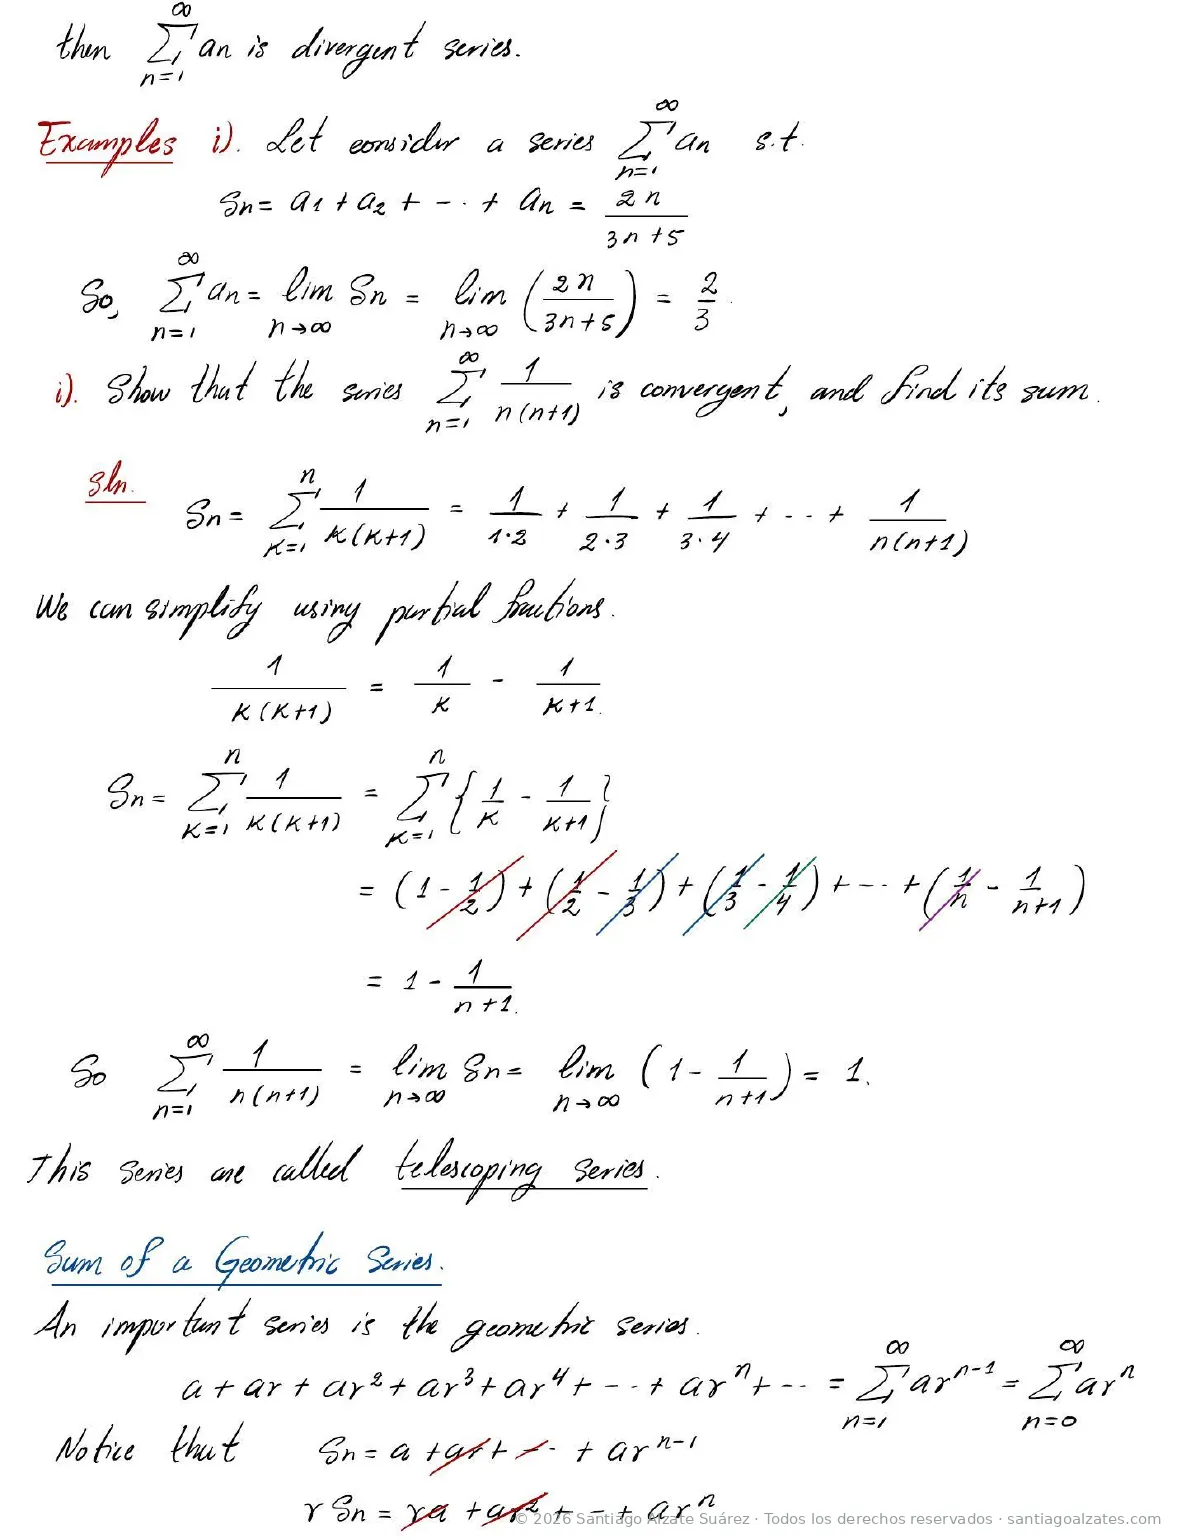 then ∑_{n=1}^{∞} an is divergent series.
Examples i). Let consider a series ∑_{n=1}^{∞} an s.t.
Sn = a1 + a2 + -- · + an = 2n/(3n+5)
So, ∑_{n=1}^{∞} an = lim_{n→∞} Sn = lim_{n→∞} (2n/(3n+5)) = 2/3.
i). Show that the series ∑_{n=1}^{∞} 1/(n(n+1)) is convergent, and find its sum.
Sln. Sn = ∑_{k=1}^{n} 1/(k(k+1)) = 1/(1·2) + 1/(2·3) + 1/(3·4) + - ·· + 1/(n(n+1))
We can simplify using partial fractions.
1/(k(k+1)) = 1/k - 1/(k+1).
Sn = ∑_{k=1}^{n} 1/(k(k+1)) = ∑_{k=1}^{n} {1/k - 1/(k+1)}
= (1 - 1/2) + (1/2 - 1/3) + (1/3 - 1/4) + - ·· + (1/n - 1/(n+1))
= 1 - 1/(n+1).
So ∑_{n=1}^{∞} 1/(n(n+1)) = lim_{n→∞} Sn = lim_{n→∞} (1 - 1/(n+1)) = 1.
This series are called telescoping series.
Sum of a Geometric Series.
An important series is the geometric series.
a + ar + ar² + ar³ + ar⁴ + - ·· + ar^n + - ·· = ∑_{n=1}^{∞} ar^{n-1} = ∑_{n=0}^{∞} ar^n
Notice that Sn = a + ar + - ·· + ar^{n-1}
r Sn = ra + ar² + - ·· + ar^n
© 2026 Santiago Alzate Suárez · Todos los derechos reservados · santiagoalzates.com